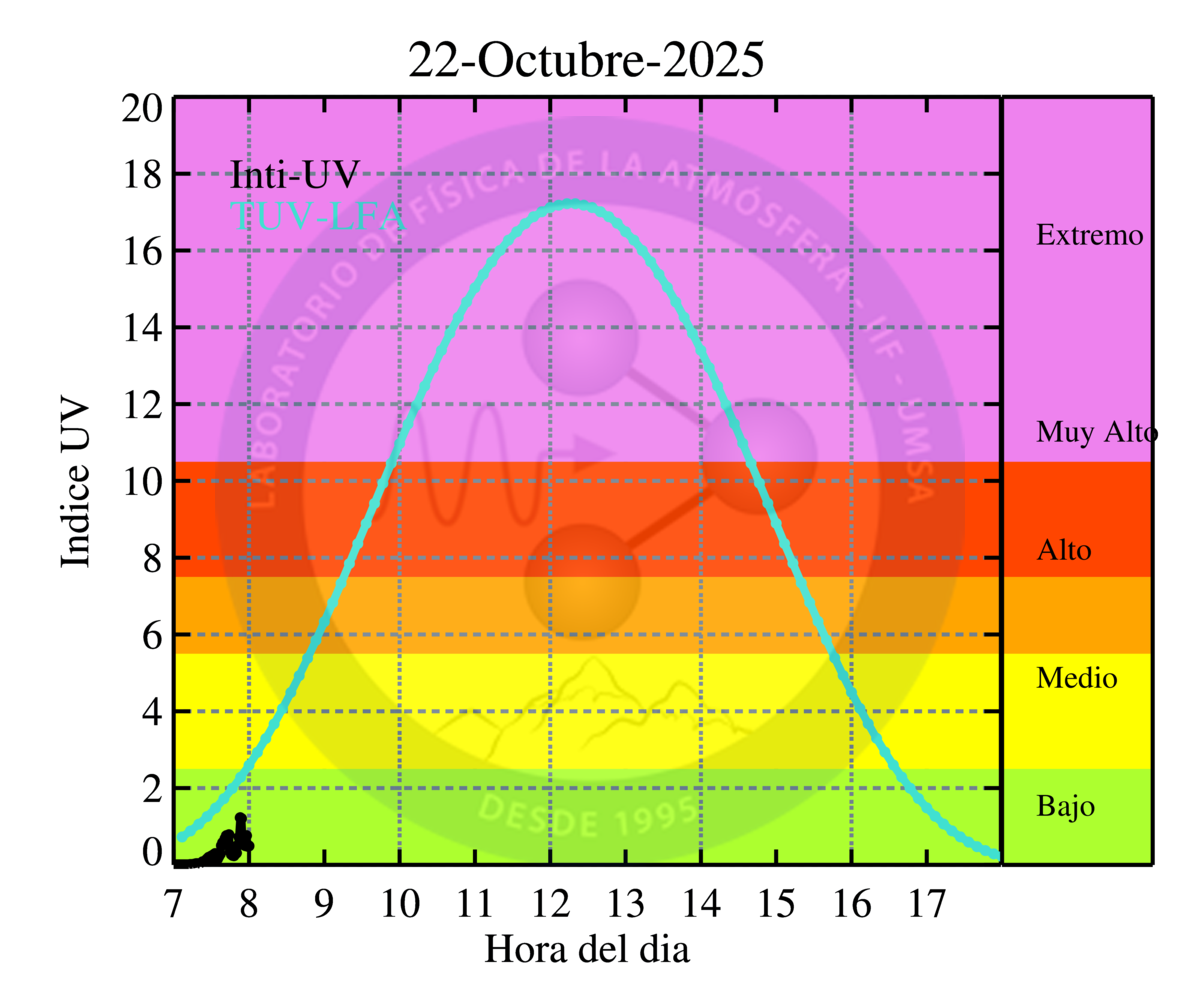 22-Octubre-2025
20
18
16
14
12
10
8
6
4
2
0
Indice UV
Inti-UV
TUV-LFA
LABORATORIO DE FÍSICA DE LA ATMÓSFERA - IIF - UMSA
DESDE 1995
Extremo
Muy Alto
Alto
Medio
Bajo
7 8 9 10 11 12 13 14 15 16 17
Hora del dia